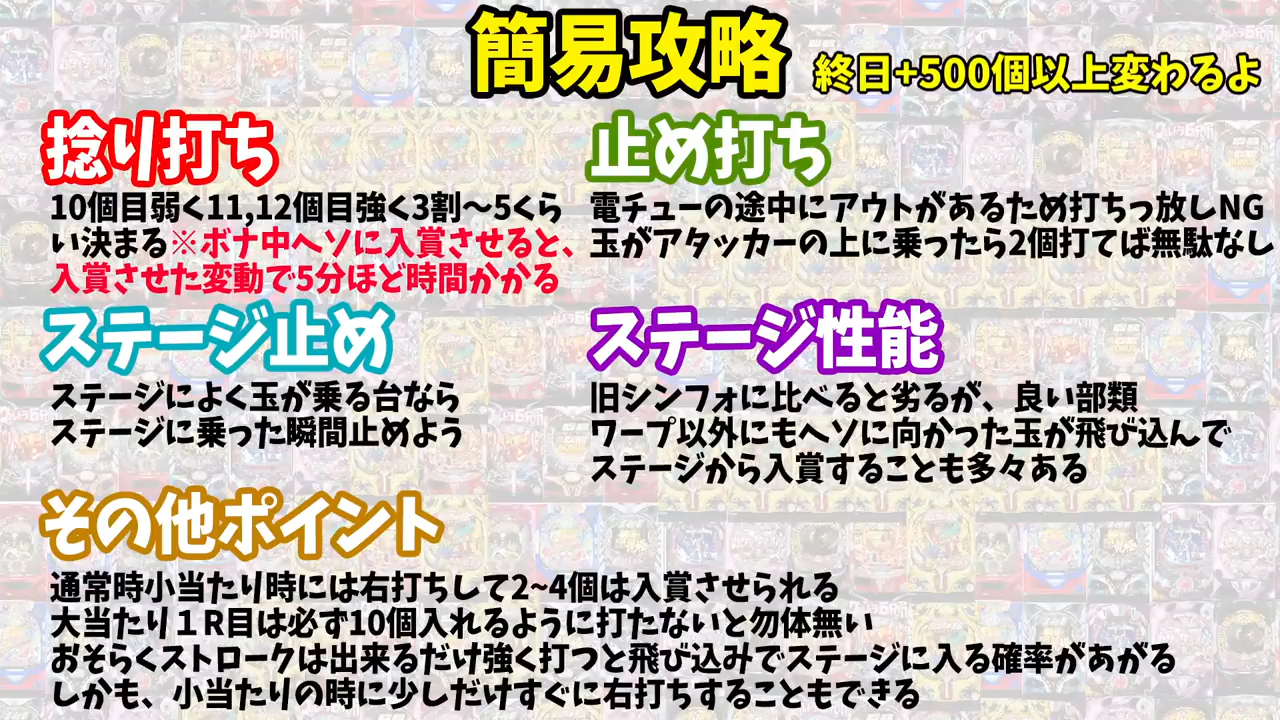 簡易攻略
終日+500個以上変わるよ
捻り打ち
10個目弱く11,12個目強く3割〜5くら
い決まる※ボナ中ヘソに入賞させると、
入賞させた変動で5分ほど時間かかる
止め打ち
電チューの途中にアウトがあるため打ちっ放しNG
玉がアタッカーの上に乗ったら2個打てば無駄なし
ステージ止め
ステージによく玉が乗る台なら
ステージに乗った瞬間止めよう
ステージ性能
旧シンフォに比べると劣るが、良い部類
ワープ以外にもヘソに向かった玉が飛び込んで
ステージから入賞することも多々ある
その他ポイント
通常時小当たり時には右打ちして2~4個は入賞させられる
大当たり１R目は必ず10個入れるように打たないと勿体無い
おそらくストロークは出来るだけ強く打つと飛び込みでステージに入る確率があがる
しかも、小当たりの時に少しだけすぐに右打ちすることもできる